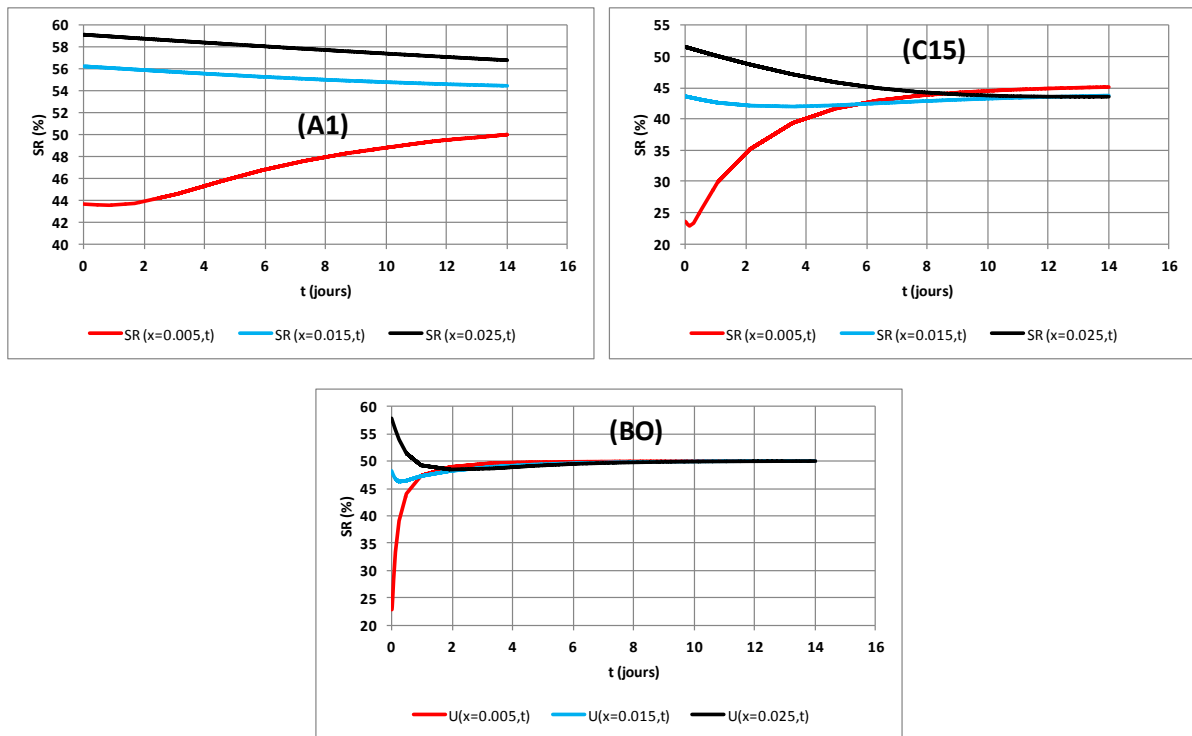 60
58
56
54
52
50
48
46
44
42
40
SR (%)
(A1)
0 2 4 6 8 10 12 14 16
t (jours)
SR (x=0.005,t) SR (x=0.015,t) SR (x=0.025,t)
55
50
45
40
35
30
25
20
SR (%)
(C15)
0 2 4 6 8 10 12 14 16
t (jours)
SR (x=0.005,t) SR (x=0.015,t) SR (x=0.025,t)
60
55
50
45
40
35
30
25
20
SR (%)
(BO)
0 2 4 6 8 10 12 14 16
t (jours)
U(x=0.005,t) U(x=0.015,t) U(x=0.025,t)